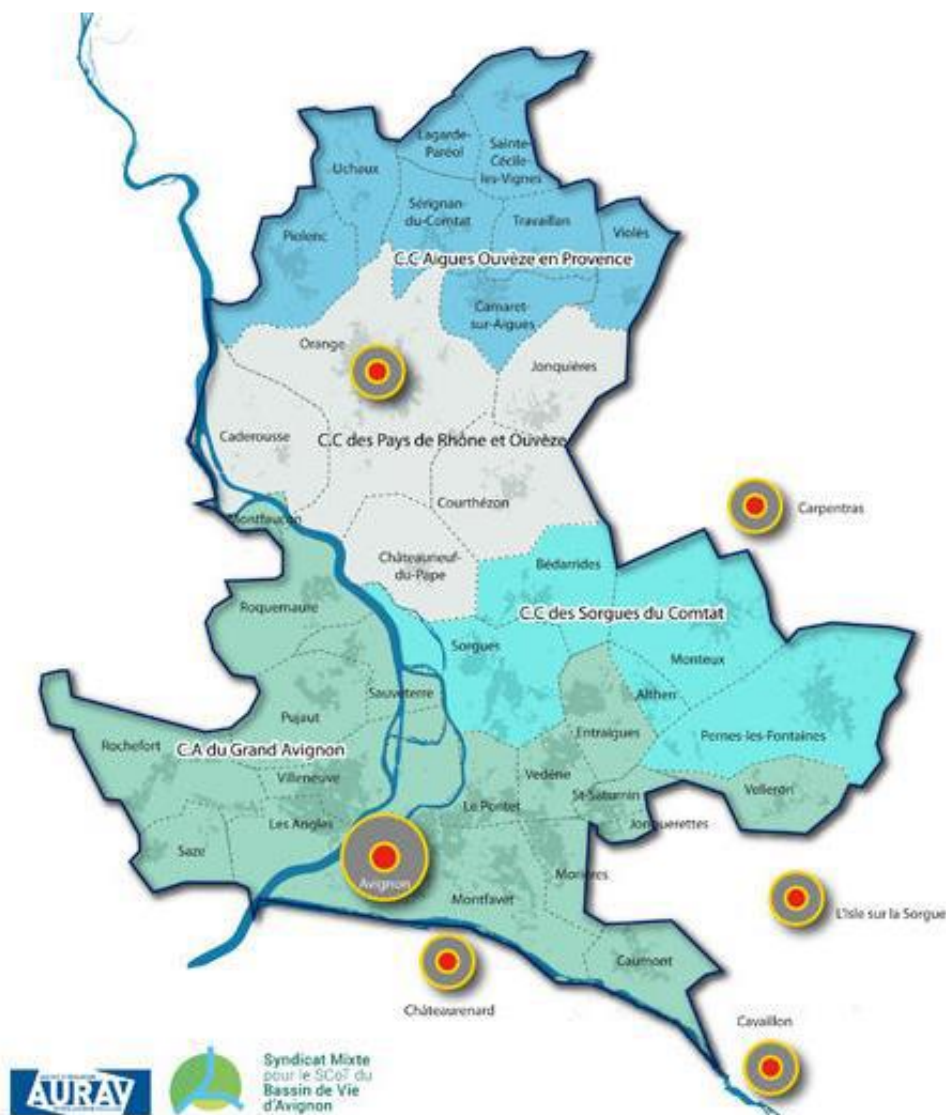 Lagarde-
Paréol
Sainte-
Cécile
les-Vignes
Uchaux
Sérignan
du-Comtat
Travaillan
Violès
Piolenc
C.C Aigues Ouvèze en Provence
Camaret
sur-Aigues
Orange
Jonquières
Caderousse
C.C des Pays de Rhône et Ouvèze
Courthézon
Carpentras
Montfaucon
Châteauneuf
du-Pape
Bédarrides
Roquemaure
C.C des Sorgues du Comtat
Sorgues
Monteux
Sauveterre
Althen
Pujaut
Entraigues
Pernes-les-Fontaines
Rochefort
C.A du Grand Avignon
Villeneuve
Vedène
Velleron
St-Saturnin
Le Pontet
Les Angles
Jonquerettes
Saze
Morières
Avignon
Montfavet
L'Isle sur la Sorgue
Caumont
Châteaurenard
Cavaillon
AURAV
Syndicat Mixte
pour le SCoT du
Bassin de Vie
d'Avignon